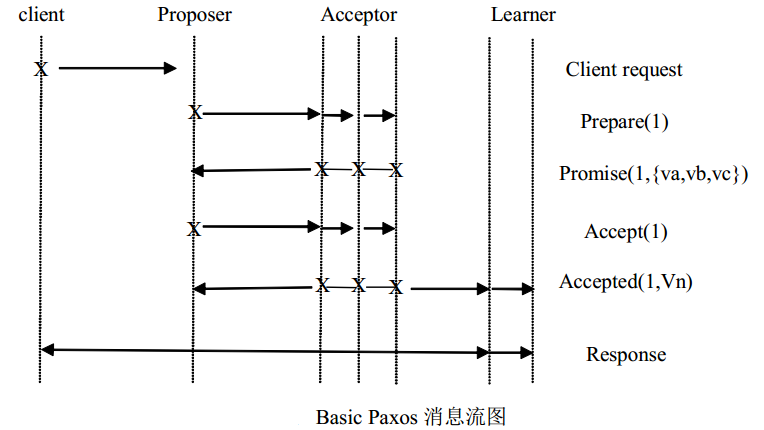 client Proposer Acceptor Learner
X Client request
X Prepare(1)
X X X Promise(1,{va,vb,vc})
X Accept(1)
X X X Accepted(1,Vn)
Response
Basic Paxos 消息流图